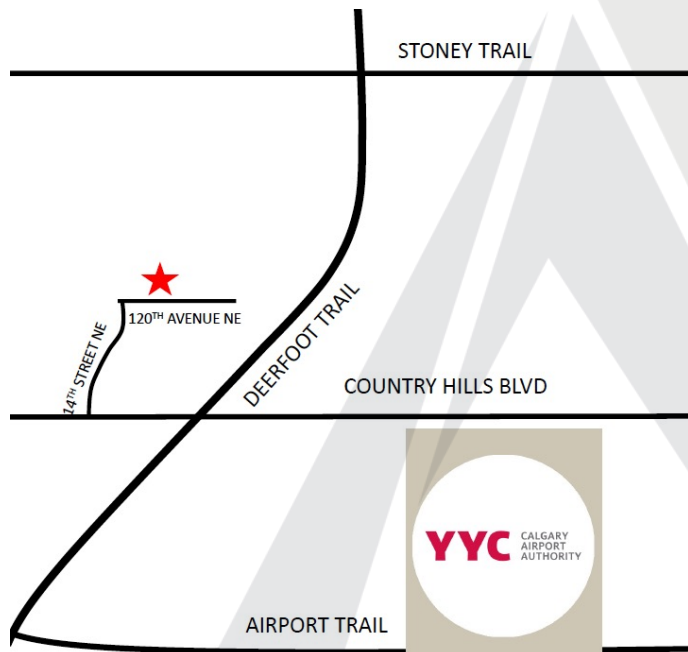 STONEY TRAIL
120TH AVENUE NE
14TH STREET NE
DEERFOOT TRAIL
COUNTRY HILLS BLVD
YYC
CALGARY
AIRPORT
AUTHORITY
AIRPORT TRAIL